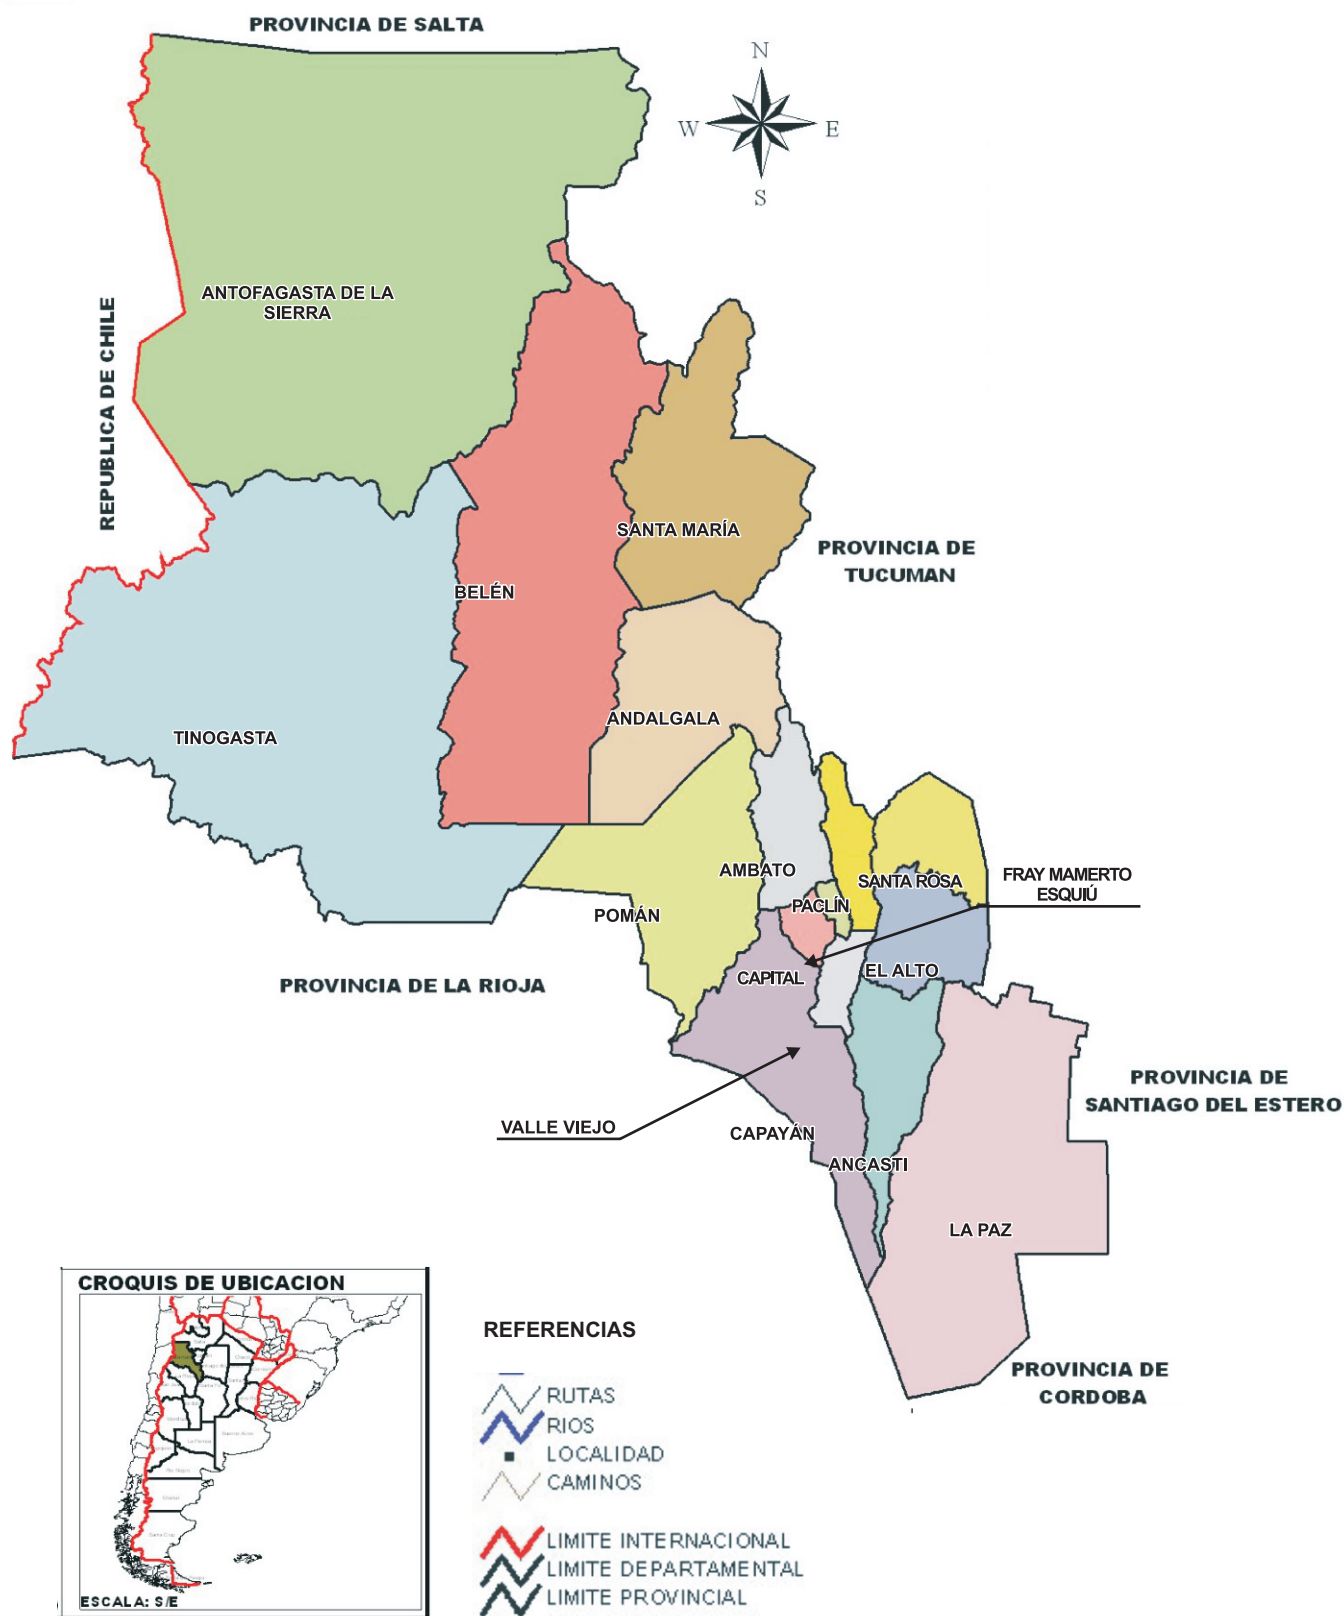 PROVINCIA DE SALTA
N
W
E
S
ANTOFAGASTA DE LA
SIERRA
REPUBLICA DE CHILE
SANTA MARÍA
PROVINCIA DE
TUCUMAN
BELÉN
ANDALGALA
TINOGASTA
AMBATO
SANTA ROSA
FRAY MAMERTO
ESQUIÚ
PACLÍN
POMÁN
CAPITAL
EL ALTO
PROVINCIA DE LA RIOJA
PROVINCIA DE
SANTIAGO DEL ESTERO
VALLE VIEJO
CAPAYÁN
ANCASTI
LA PAZ
PROVINCIA DE
CORDOBA
CROQUIS DE UBICACION
ESCALA: S/E
REFERENCIAS
RUTAS
RIOS
LOCALIDAD
CAMINOS
LIMITE INTERNACIONAL
LIMITE DEPARTAMENTAL
LIMITE PROVINCIAL